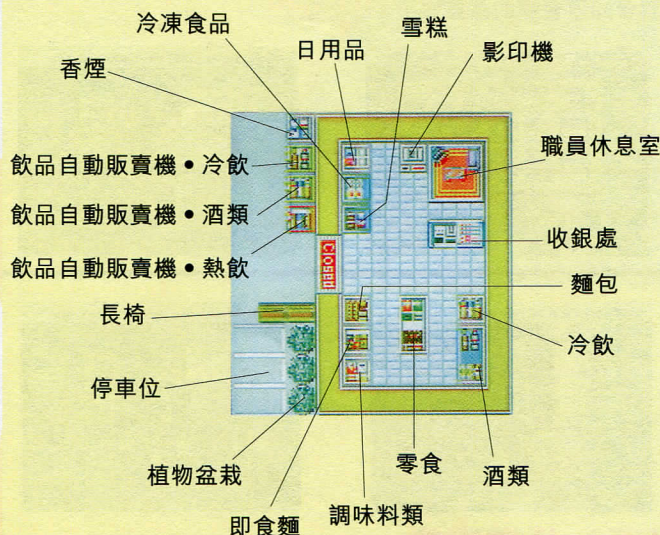 冷凍食品
雪糕
日用品
影印機
香煙
職員休息室
飲品自動販賣機•冷飲
飲品自動販賣機•酒類
收銀處
飲品自動販賣機•熱飲
Closed
麵包
長椅
冷飲
停車位
零食
植物盆栽
酒類
調味料類
即食麵